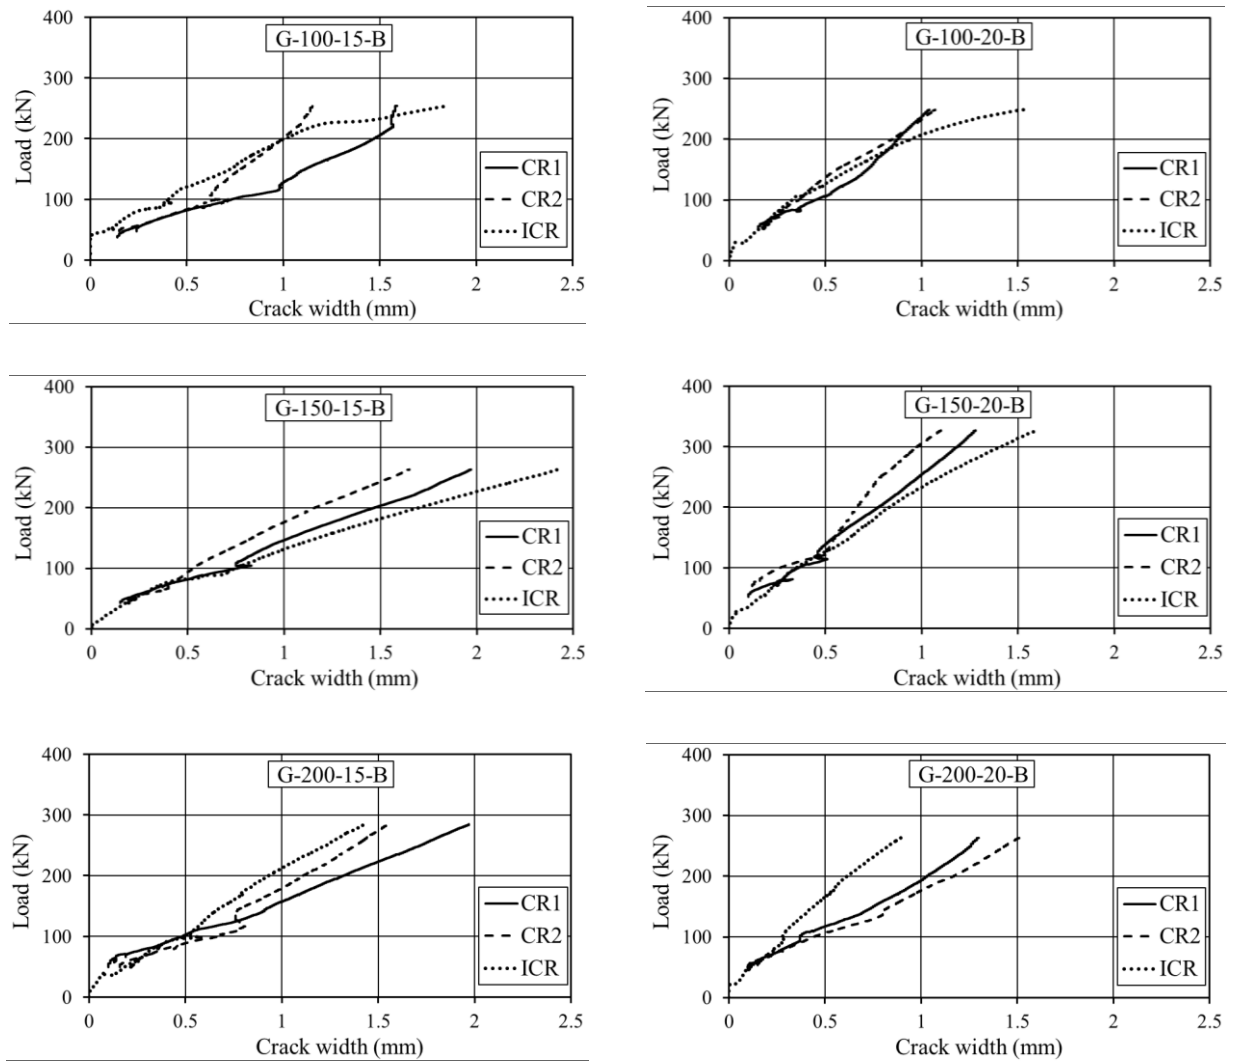 400
G-100-15-B
300
Load (kN)
200
CR1
100
CR2
ICR
0
0 0.5 1 1.5 2 2.5
Crack width (mm)
400
G-100-20-B
300
Load (kN)
200
CR1
100
CR2
ICR
0
0 0.5 1 1.5 2 2.5
Crack width (mm)
400
G-150-15-B
300
Load (kN)
200
CR1
100
CR2
ICR
0
0 0.5 1 1.5 2 2.5
Crack width (mm)
400
G-150-20-B
300
Load (kN)
200
CR1
100
CR2
ICR
0
0 0.5 1 1.5 2 2.5
Crack width (mm)
400
G-200-15-B
300
Load (kN)
200
CR1
100
CR2
ICR
0
0 0.5 1 1.5 2 2.5
Crack width (mm)
400
G-200-20-B
300
Load (kN)
200
CR1
100
CR2
ICR
0
0 0.5 1 1.5 2 2.5
Crack width (mm)